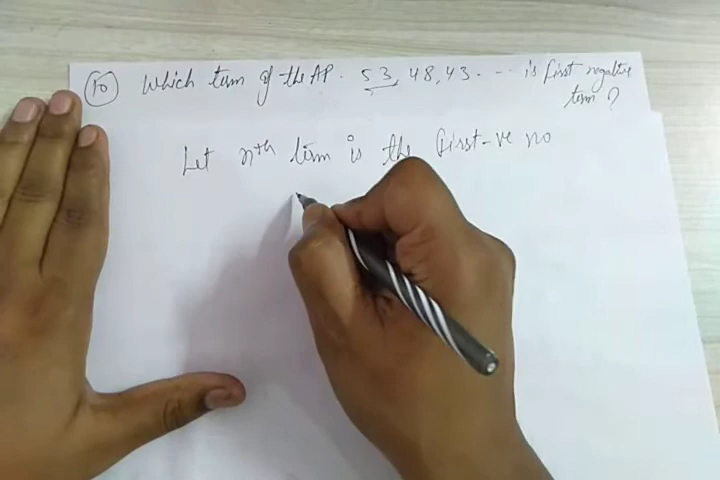 10 Which term of the AP. 53, 48, 43. ... is first negative
term ?
Let nth term is the first -ve no